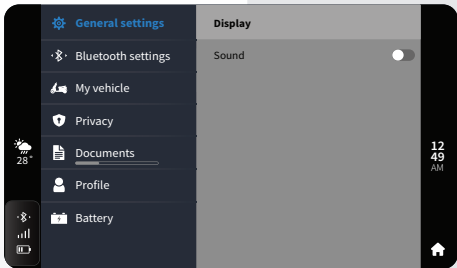 General settings
Bluetooth settings
My vehicle
Privacy
Documents
Profile
Battery
Display
Sound
28°
12
49
AM